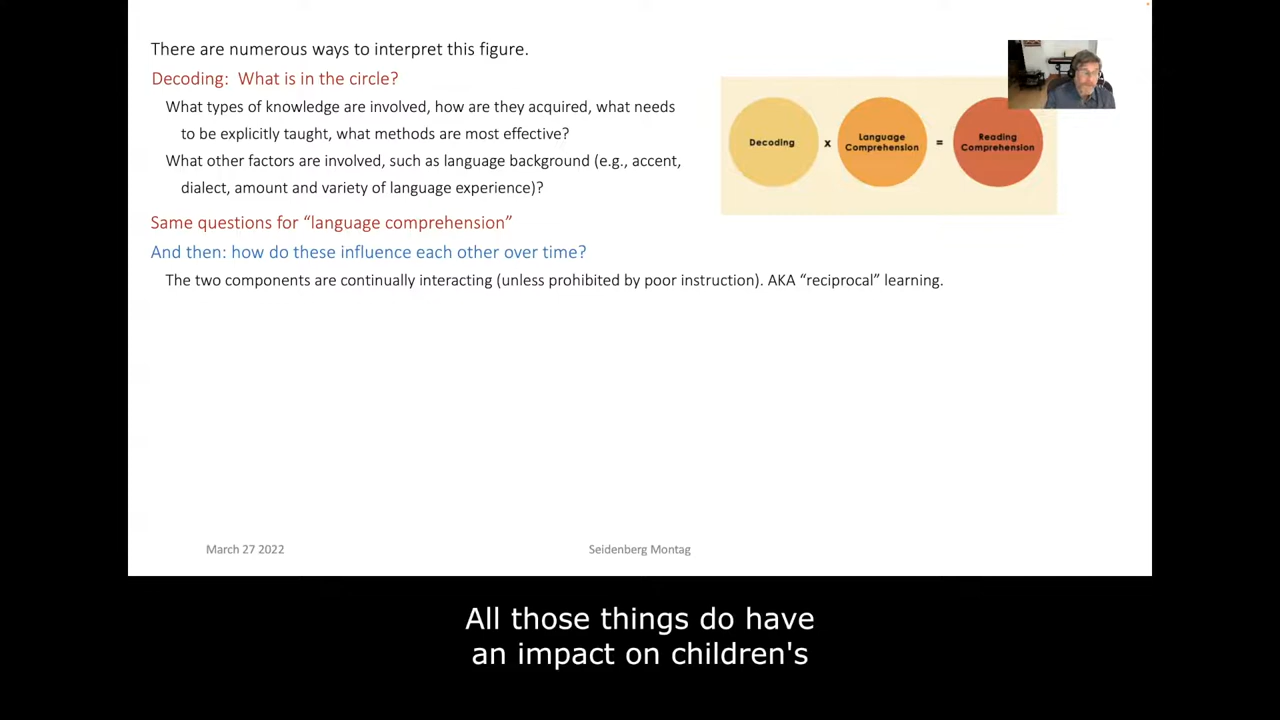 There are numerous ways to interpret this figure.
Decoding: What is in the circle?
What types of knowledge are involved, how are they acquired, what needs
to be explicitly taught, what methods are most effective?
What other factors are involved, such as language background (e.g., accent,
dialect, amount and variety of language experience)?
Same questions for “language comprehension”
And then: how do these influence each other over time?
The two components are continually interacting (unless prohibited by poor instruction). AKA “reciprocal” learning.
Decoding
x
Language
Comprehension
=
Reading
Comprehension
March 27 2022
Seidenberg Montag
All those things do have
an impact on children's